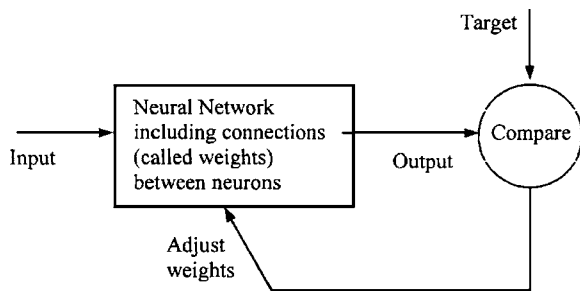 Target
Neural Network
including connections
(called weights)
between neurons
Compare
Input
Output
Adjust
weights